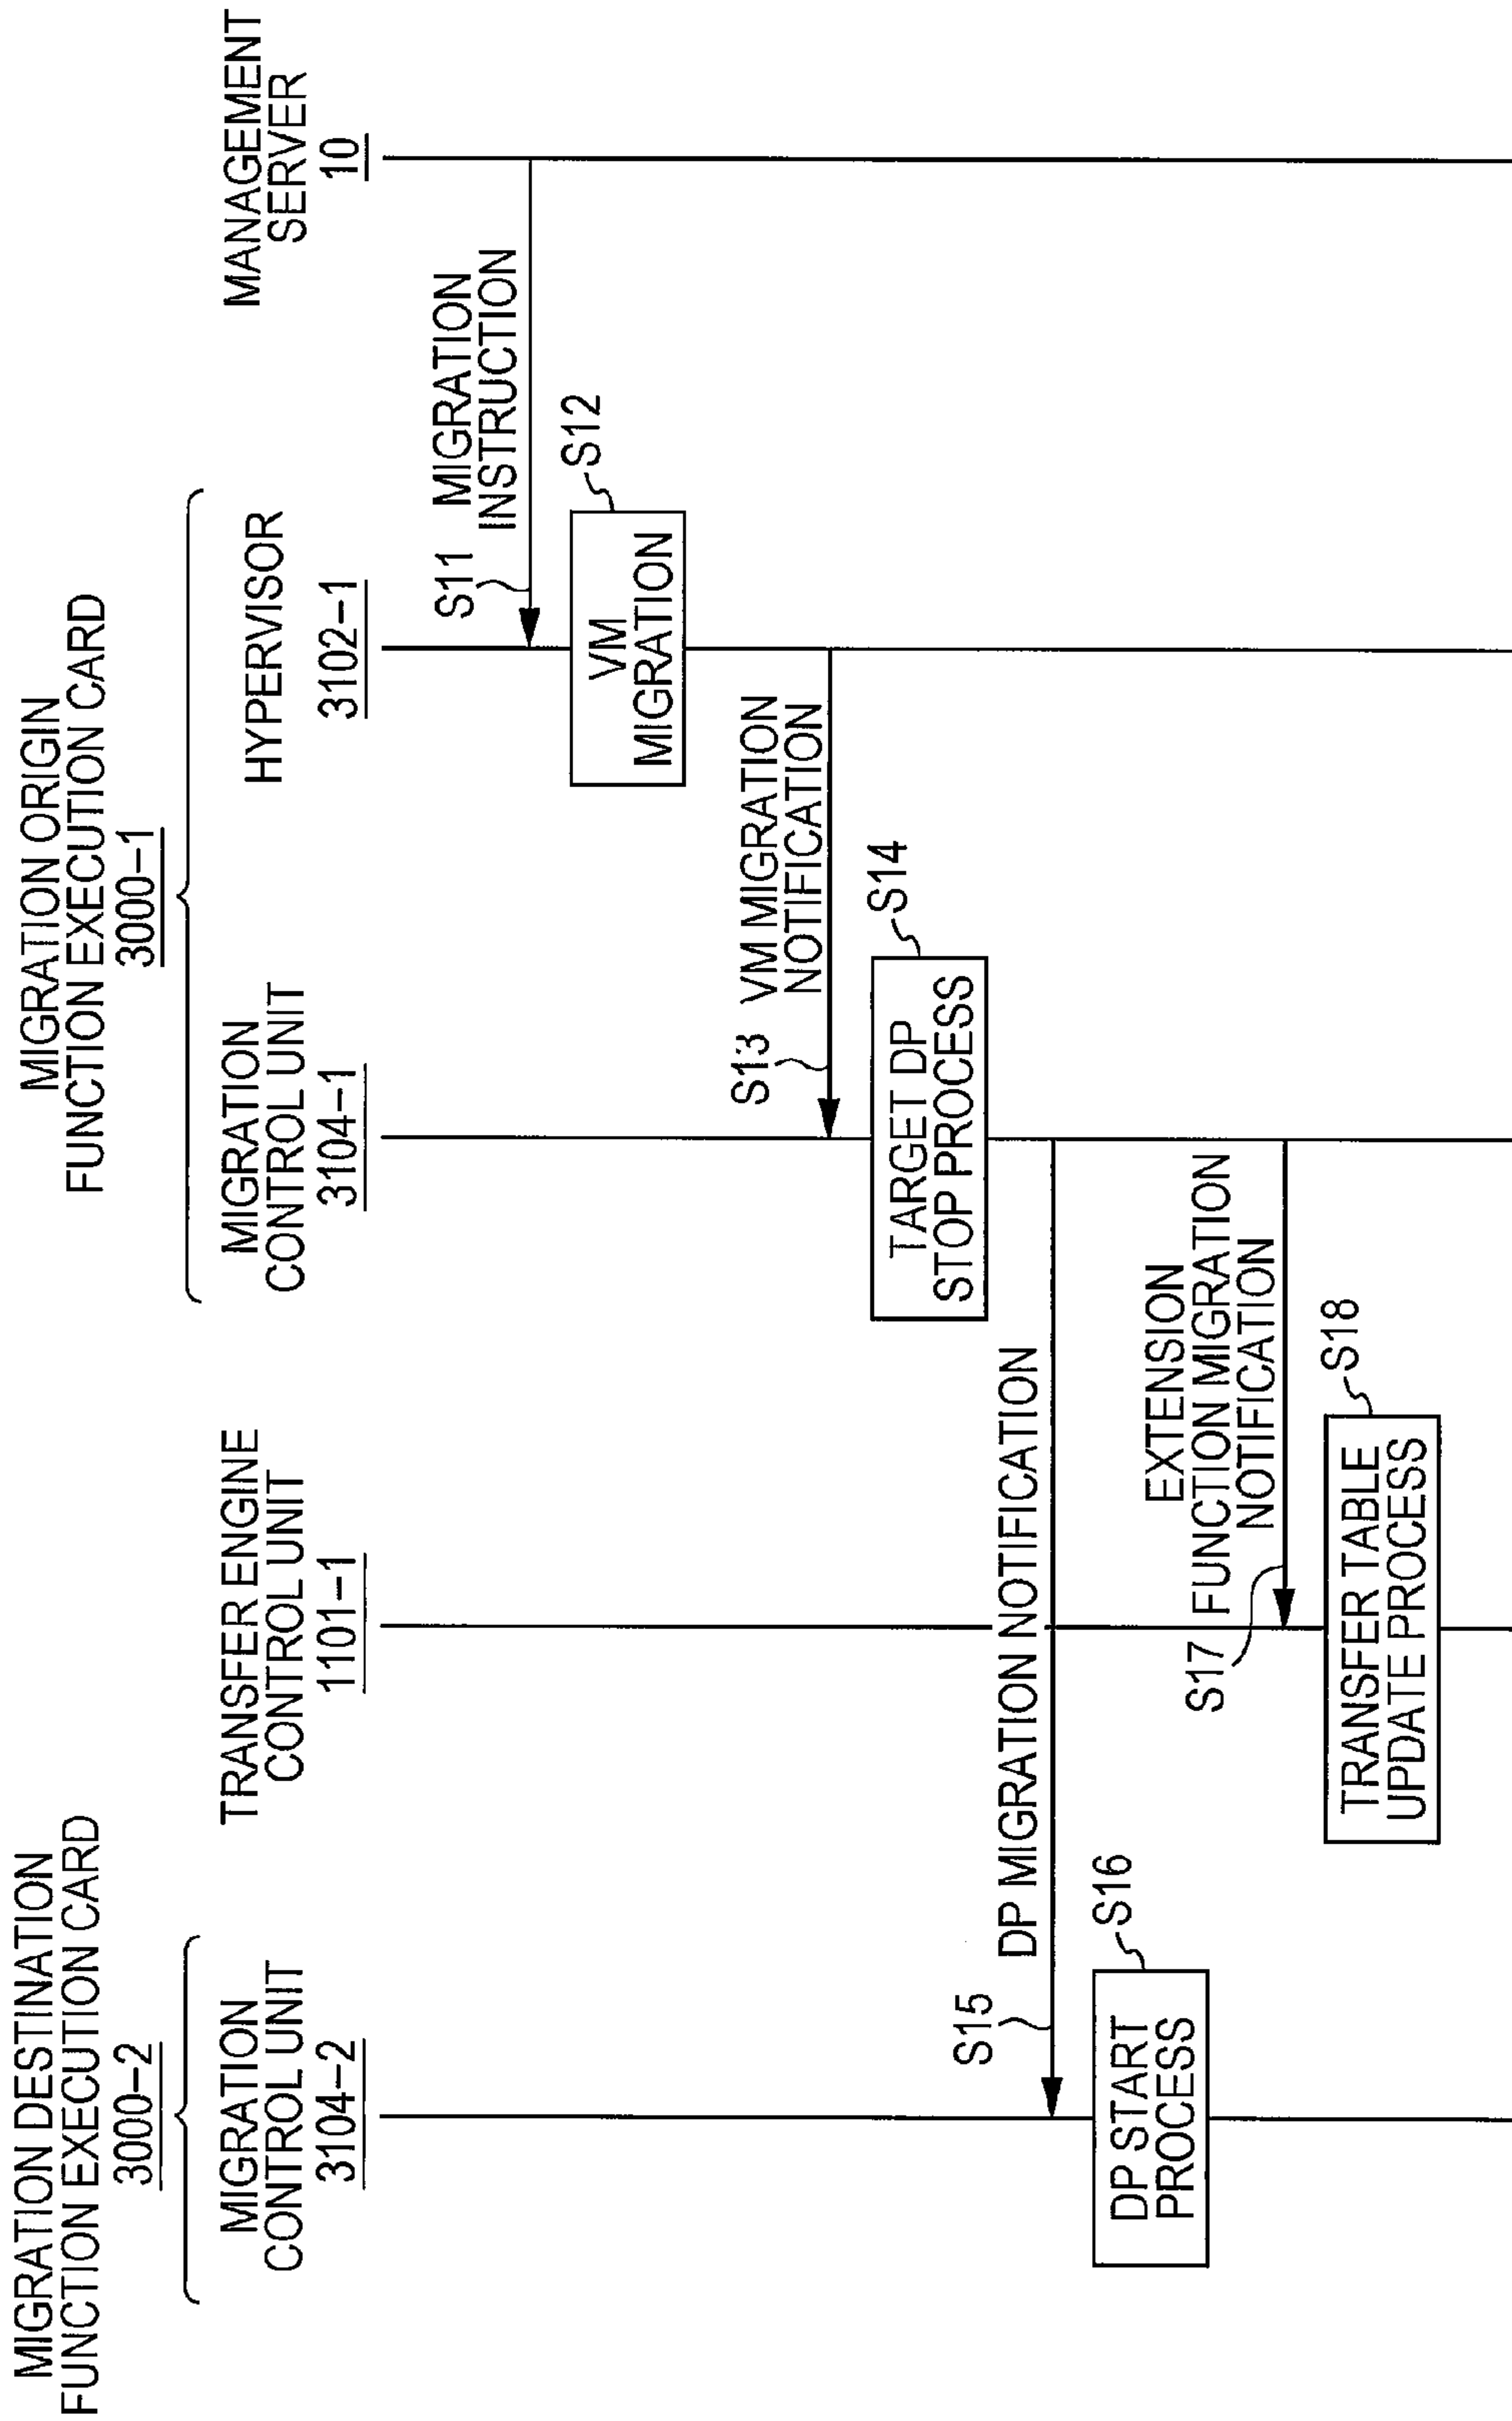 MIGRATION DESTINATION
FUNCTION EXECUTION CARD
3000-2
MIGRATION ORIGIN
FUNCTION EXECUTION CARD
3000-1
MIGRATION
CONTROL UNIT
3104-2
TRANSFER ENGINE
CONTROL UNIT
1101-1
MIGRATION
CONTROL UNIT
3104-1
HYPERVISOR
3102-1
MANAGEMENT
SERVER
10
S11
MIGRATION
INSTRUCTION
S12
VM
MIGRATION
S13
VM MIGRATION
NOTIFICATION
S14
TARGET DP
STOP PROCESS
S15
DP MIGRATION NOTIFICATION
S16
DP START
PROCESS
S17
EXTENSION
FUNCTION MIGRATION
NOTIFICATION
S18
TRANSFER TABLE
UPDATE PROCESS